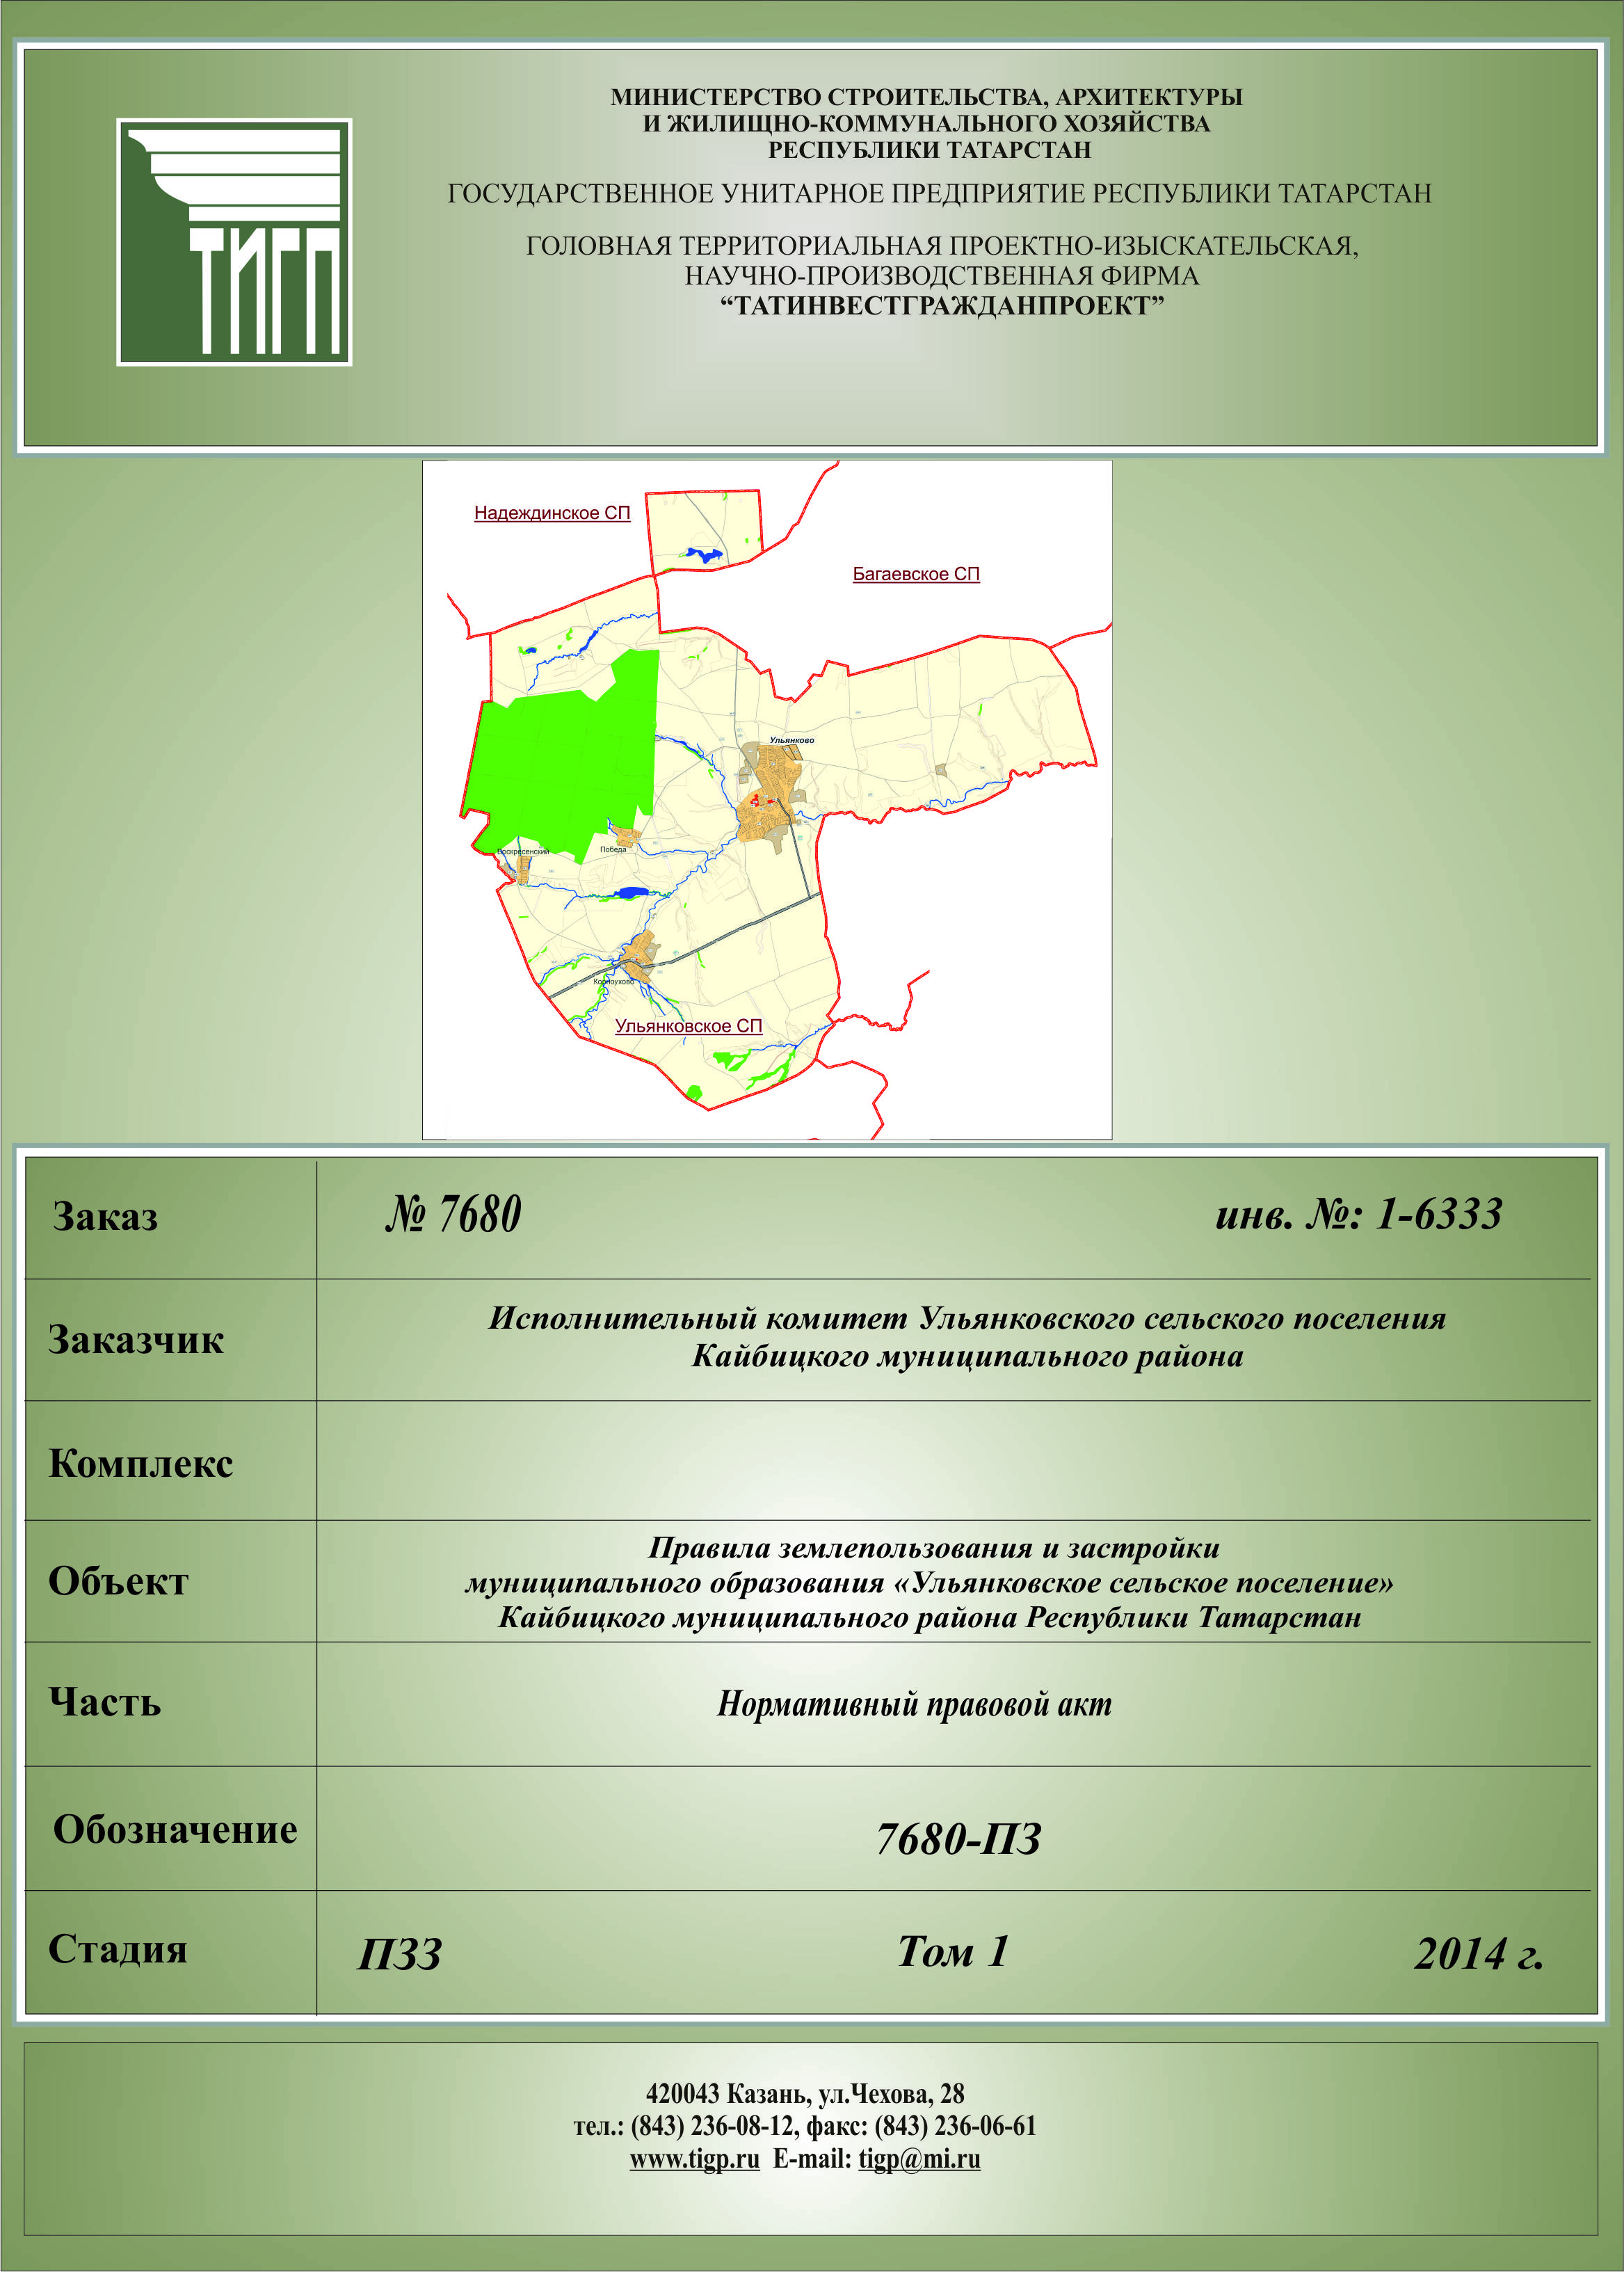 МИНИСТЕРСТВО СТРОИТЕЛЬСТВА, АРХИТЕКТУРЫ
И ЖИЛИЩНО-КОММУНАЛЬНОГО ХОЗЯЙСТВА
РЕСПУБЛИКИ ТАТАРСТАН
ГОСУДАРСТВЕННОЕ УНИТАРНОЕ ПРЕДПРИЯТИЕ РЕСПУБЛИКИ ТАТАРСТАН
ГОЛОВНАЯ ТЕРРИТОРИАЛЬНАЯ ПРОЕКТНО-ИЗЫСКАТЕЛЬСКАЯ,
НАУЧНО-ПРОИЗВОДСТВЕННАЯ ФИРМА
“ТАТИНВЕСТГРАЖДАНПРОЕКТ”
ТИГП
Надеждинское СП
Багаевское СП
Ульянково
Воскресенский
Победа
Корноухово
Ульянковское СП
Заказ
№ 7680
инв. №: 1-6333
Заказчик
Исполнительный комитет Ульянковского сельского поселения
Кайбицкого муниципального района
Комплекс
Объект
Правила землепользования и застройки
муниципального образования «Ульянковское сельское поселение»
Кайбицкого муниципального района Республики Татарстан
Часть
Нормативный правовой акт
Обозначение
7680-ПЗ
Стадия
ПЗЗ
Том 1
2014 г.
420043 Казань, ул.Чехова, 28
тел.: (843) 236-08-12, факс: (843) 236-06-61
www.tigp.ru E-mail: tigp@mi.ru